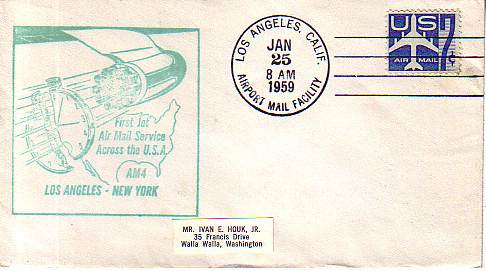 First Jet
Air Mail Service
Across the U.S.A.
AM4
LOS ANGELES - NEW YORK
LOS ANGELES, CALIF.
JAN
25
8 AM
1959
AIRPORT MAIL FACILITY
US
7¢
AIR MAIL
MR. IVAN E. HOUK, JR.
35 Francis Drive
Walla Walla, Washington